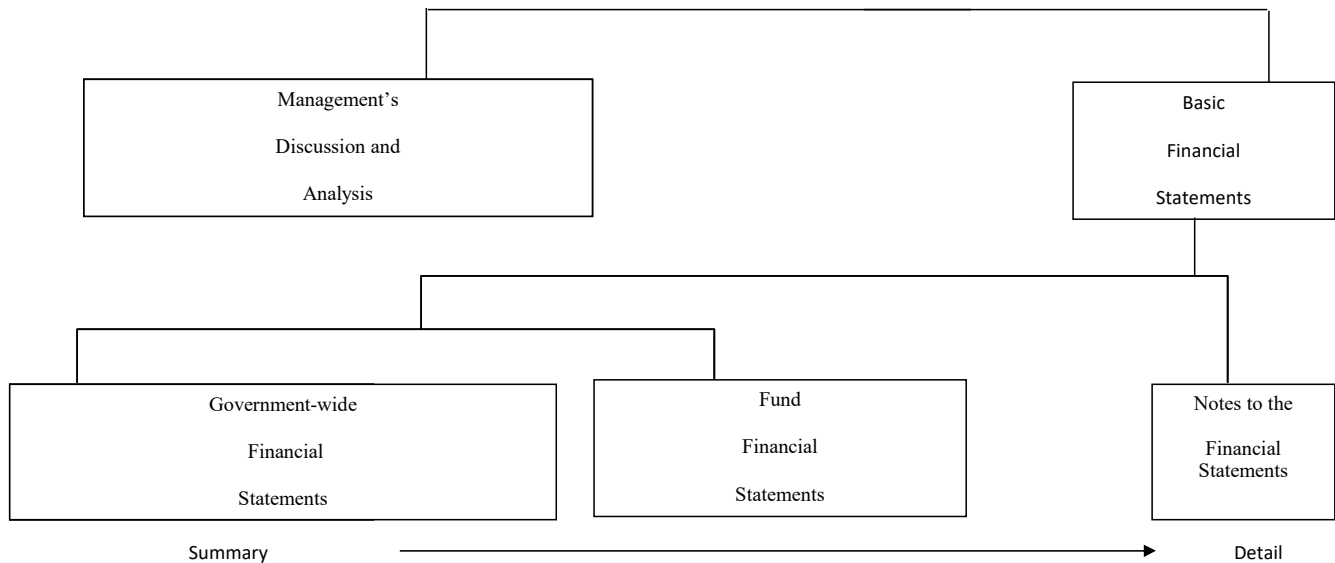 Management’s
Discussion and
Analysis
Basic
Financial
Statements
Government-wide
Financial
Statements
Fund
Financial
Statements
Notes to the
Financial
Statements
Summary
Detail